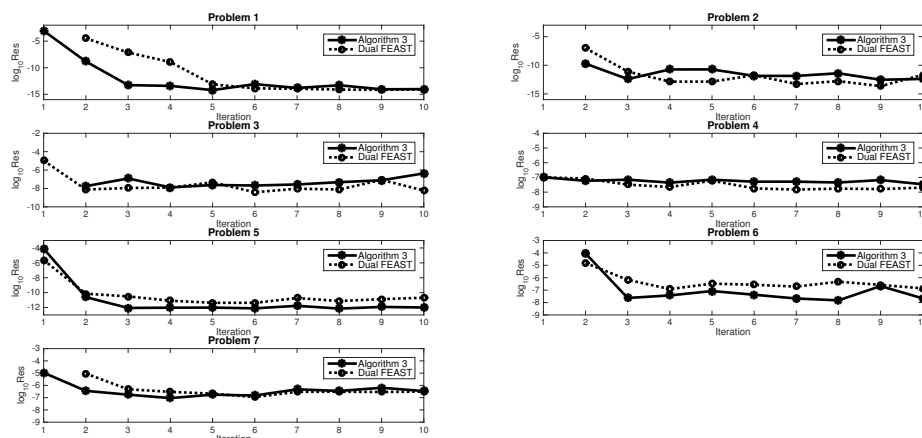 Problem 1
log10Res
-5
-10
-15
Algorithm 3
Dual FEAST
1 2 3 4 5 6 7 8 9 10
Iteration
Problem 2
log10Res
-5
-10
-15
Algorithm 3
Dual FEAST
1 2 3 4 5 6 7 8 9 10
Iteration
Problem 3
log10Res
-2
-4
-6
-8
-10
Algorithm 3
Dual FEAST
1 2 3 4 5 6 7 8 9 10
Iteration
Problem 4
log10Res
-4
-5
-6
-7
-8
-9
Algorithm 3
Dual FEAST
1 2 3 4 5 6 7 8 9 10
Iteration
Problem 5
log10Res
-4
-6
-8
-10
-12
Algorithm 3
Dual FEAST
1 2 3 4 5 6 7 8 9 10
Iteration
Problem 6
log10Res
-3
-4
-5
-6
-7
-8
-9
Algorithm 3
Dual FEAST
1 2 3 4 5 6 7 8 9 10
Iteration
Problem 7
log10Res
-3
-4
-5
-6
-7
-8
-9
Algorithm 3
Dual FEAST
1 2 3 4 5 6 7 8 9 10
Iteration